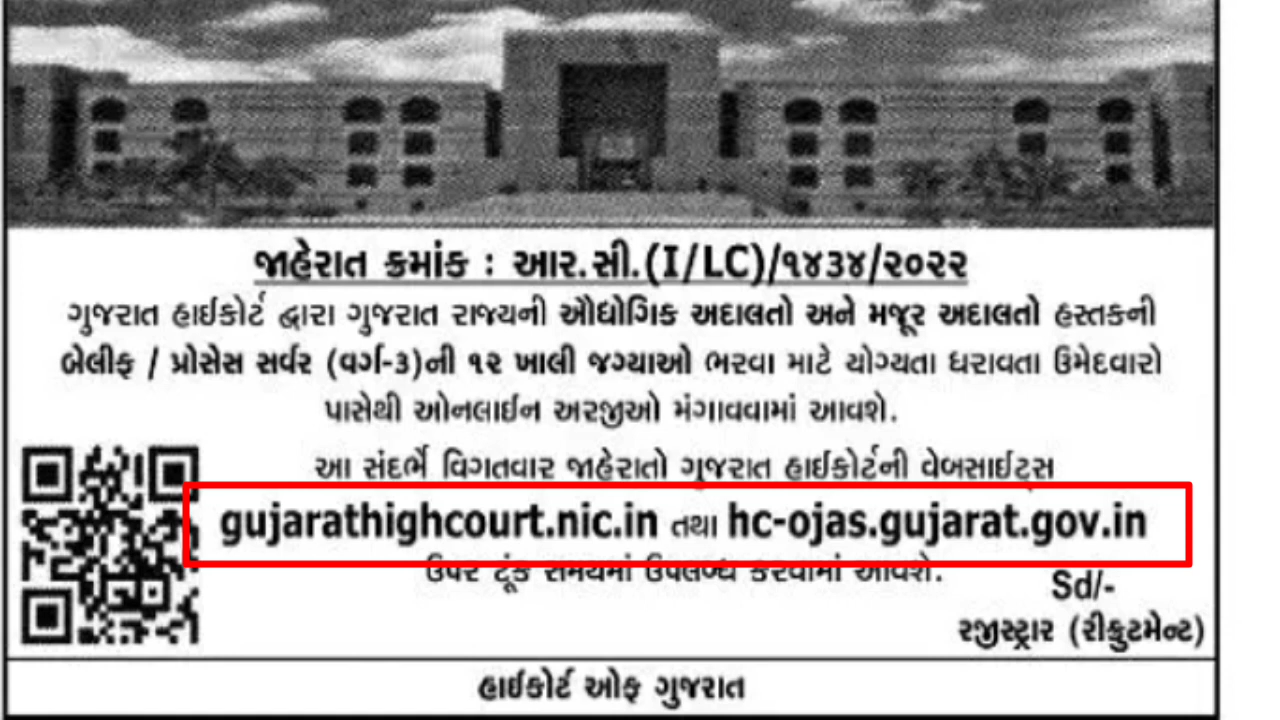 જાહેરાત ક્રમાંક : આર.સી.(I/LC)/૧૪૩૪/૨૦૨૨
ગુજરાત હાઈકોર્ટ દ્વારા ગુજરાત રાજ્યની ઔદ્યોગિક અદાલતો અને મજૂર અદાલતો હસ્તકની
બેલીફ / પ્રોસેસ સર્વર (વર્ગ-૩)ની ૧૨ ખાલી જગ્યાઓ ભરવા માટે યોગ્યતા ધરાવતા ઉમેદવારો
પાસેથી ઓનલાઈન અરજીઓ મંગાવવામાં આવશે.
આ સંદર્ભે વિગતવાર જાહેરાતો ગુજરાત હાઈકોર્ટની વેબસાઈટ્સ
gujarathighcourt.nic.in તથા hc-ojas.gujarat.gov.in
ઉપર ટૂંક સમયમાં ઉપલબ્ધ કરવામાં આવશે.
Sd/-
રજીસ્ટ્રાર (રીક્રુટમેન્ટ)
હાઈકોર્ટ ઓફ ગુજરાત